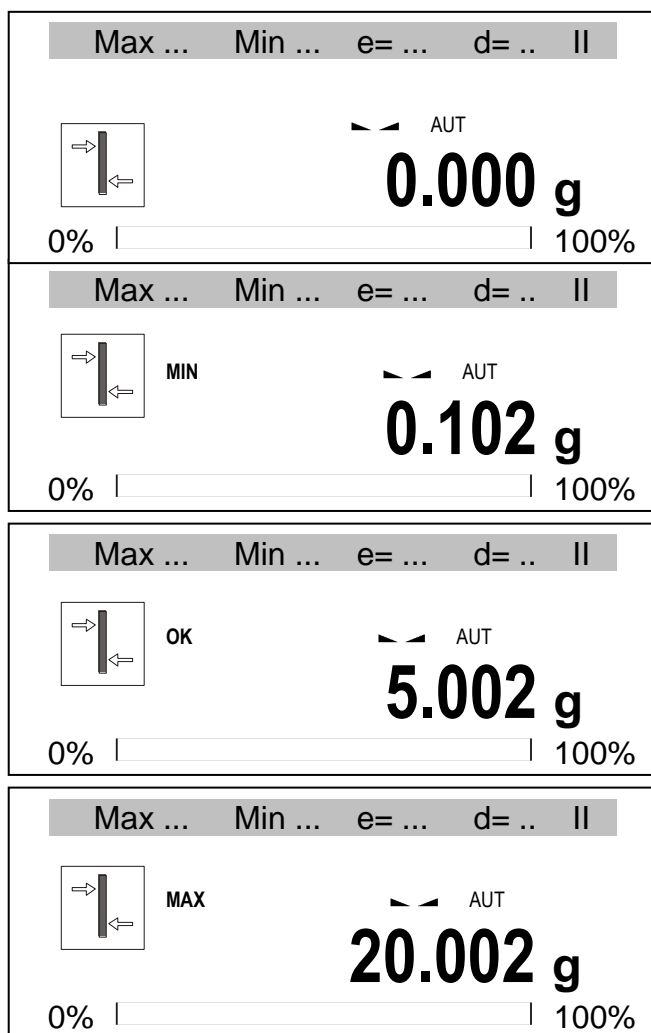 Max ... Min ... e= ... d= .. II
AUT
0.000 g
0% 100%
Max ... Min ... e= ... d= .. II
MIN AUT
0.102 g
0% 100%
Max ... Min ... e= ... d= .. II
OK AUT
5.002 g
0% 100%
Max ... Min ... e= ... d= .. II
MAX AUT
20.002 g
0% 100%